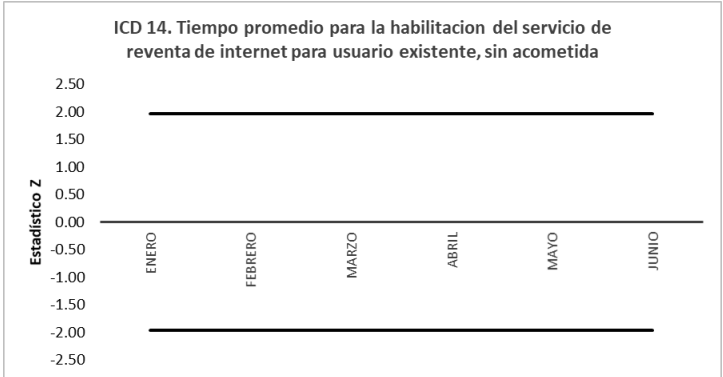 ICD 14. Tiempo promedio para la habilitacion del servicio de
reventa de internet para usuario existente, sin acometida
Estadístico Z
2.50
2.00
1.50
1.00
0.50
0.00
-0.50
-1.00
-1.50
-2.00
-2.50
ENERO
FEBRERO
MARZO
ABRIL
MAYO
JUNIO